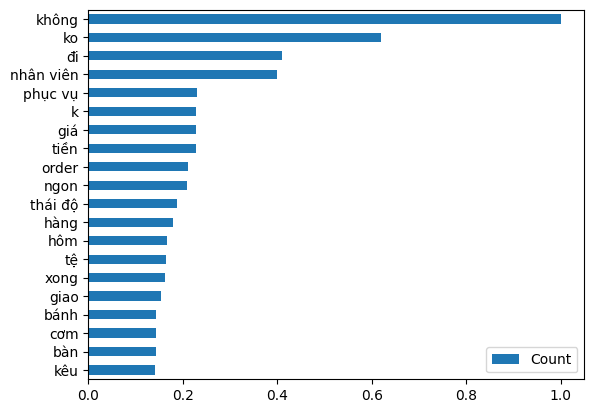 không
ko
đi
nhân viên
phục vụ
k
giá
tiền
order
ngon
thái độ
hàng
hôm
tệ
xong
giao
bánh
cơm
bàn
kêu
Count
0.0 0.2 0.4 0.6 0.8 1.0